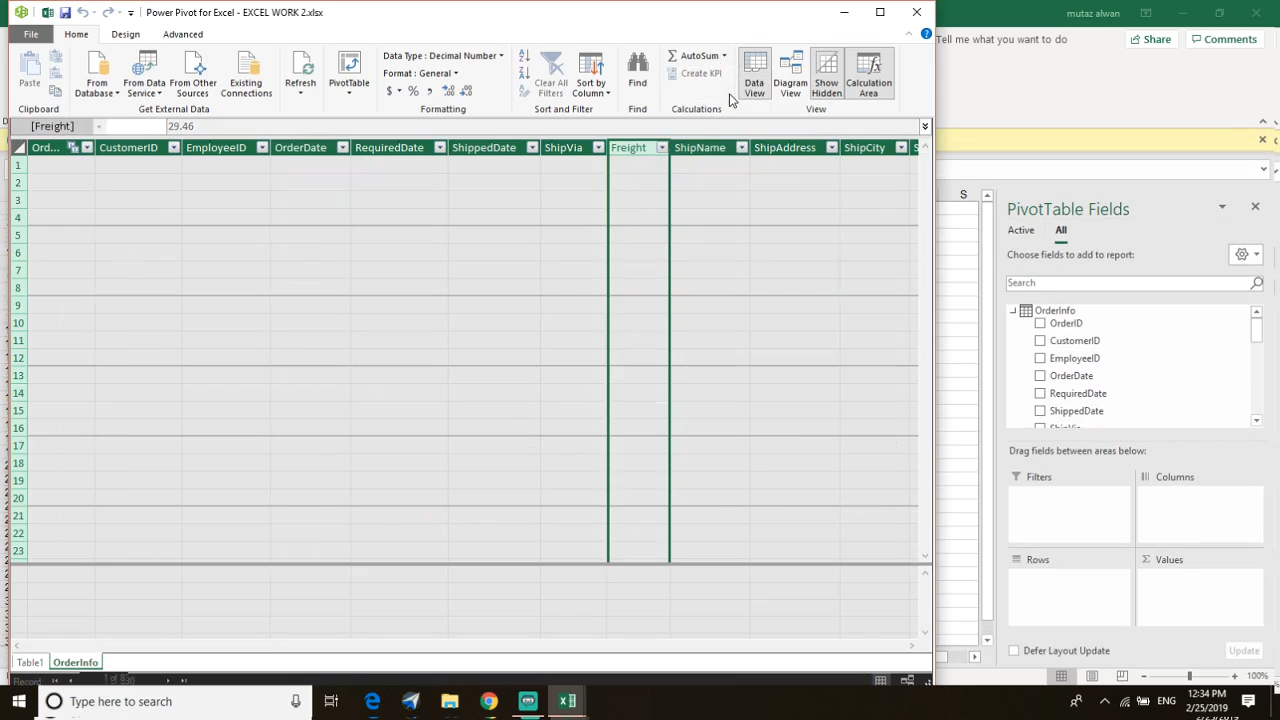 Power Pivot for Excel - EXCEL WORK 2.xlsx
mutaz alwan
File Home Design Advanced
Tell me what you want to do Share Comments
Paste
From Database
From Data Service
From Other Sources
Existing Connections
Refresh
PivotTable
Data Type : Decimal Number
Format : General
$ % ,
Clear All Filters
Sort by Column
Find
AutoSum
Create KPI
Data View
Diagram View
Show Hidden
Calculation Area
Clipboard Get External Data Formatting Sort and Filter Find Calculations View
[Freight] 29.46
Ord... CustomerID EmployeeID OrderDate RequiredDate ShippedDate ShipVia Freight ShipName ShipAddress ShipCity
1
2
3
4
5
6
7
8
9
10
11
12
13
14
15
16
17
18
19
20
21
22
23
Table1 OrderInfo
Record
S
PivotTable Fields
Active All
Choose fields to add to report:
Search
OrderInfo
OrderID
CustomerID
EmployeeID
OrderDate
RequiredDate
ShippedDate
ShipVia
Drag fields between areas below:
Filters Columns
Rows Values
Defer Layout Update Update
100%
Type here to search
ENG
12:34 PM
2/25/2019